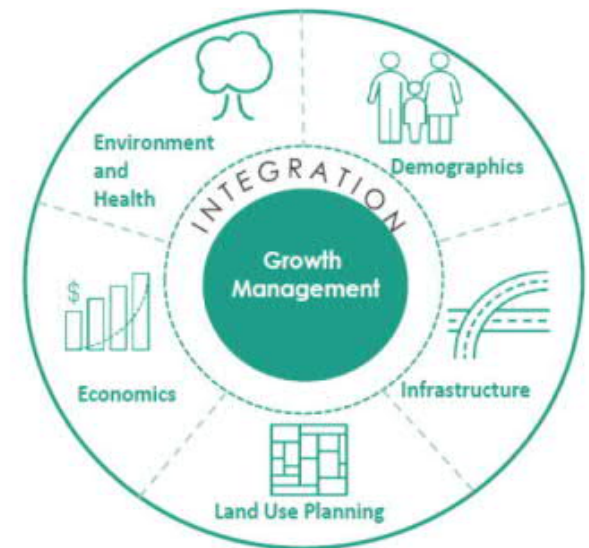 Environment
and
Health
Demographics
INTEGRATION
Growth
Management
$
Economics
Infrastructure
Land Use Planning